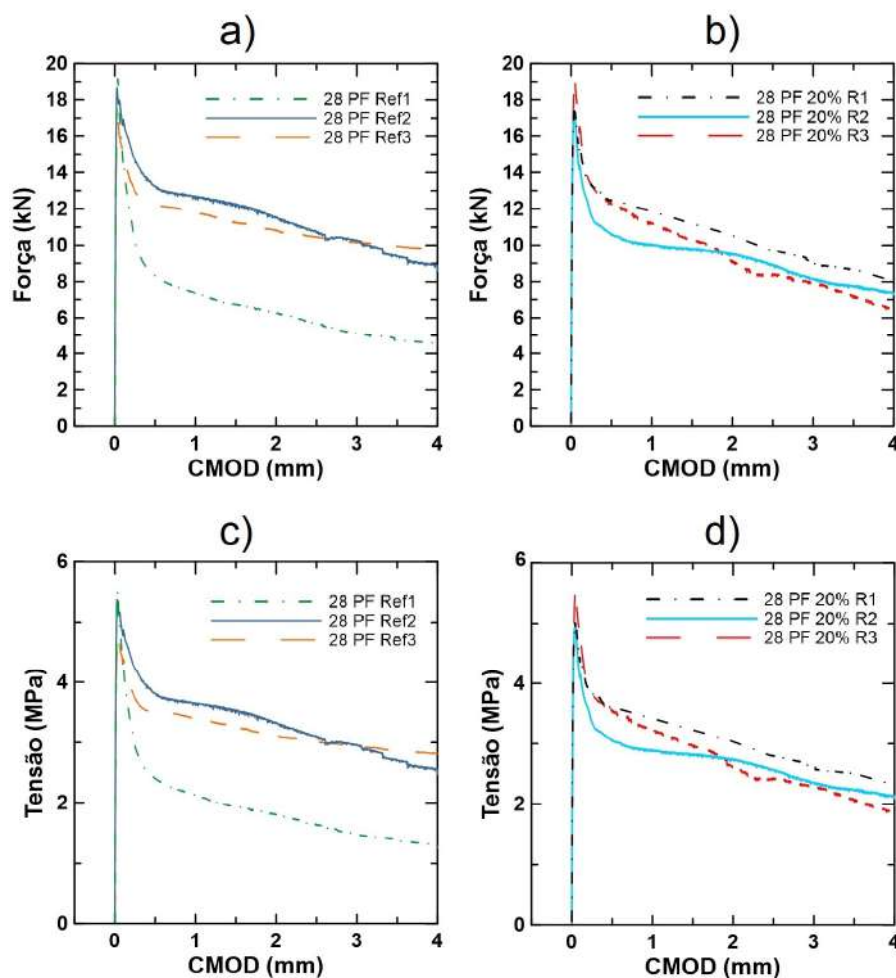 a)
20
18
16
14
12
10
8
6
4
2
0
Força (kN)
28 PF Ref1
28 PF Ref2
28 PF Ref3
0 1 2 3 4
CMOD (mm)
b)
20
18
16
14
12
10
8
6
4
2
0
Força (kN)
28 PF 20% R1
28 PF 20% R2
28 PF 20% R3
0 1 2 3 4
CMOD (mm)
c)
6
4
2
0
Tensão (MPa)
28 PF Ref1
28 PF Ref2
28 PF Ref3
0 1 2 3 4
CMOD (mm)
d)
6
4
2
0
Tensão (MPa)
28 PF 20% R1
28 PF 20% R2
28 PF 20% R3
0 1 2 3 4
CMOD (mm)